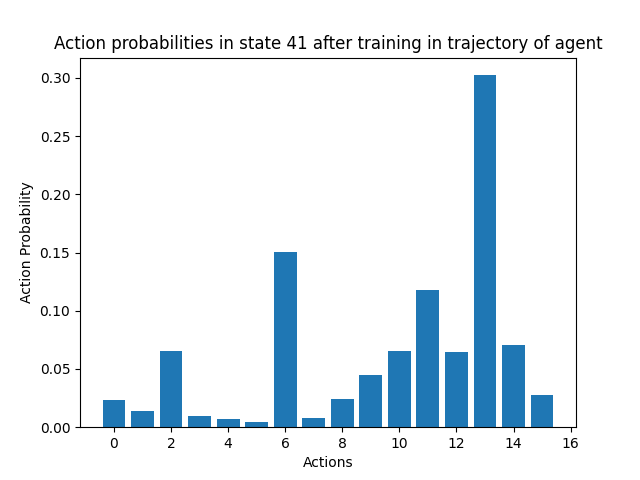 Action probabilities in state 41 after training in trajectory of agent
0.30
0.25
0.20
0.15
0.10
0.05
0.00
Action Probability
0 2 4 6 8 10 12 14 16
Actions